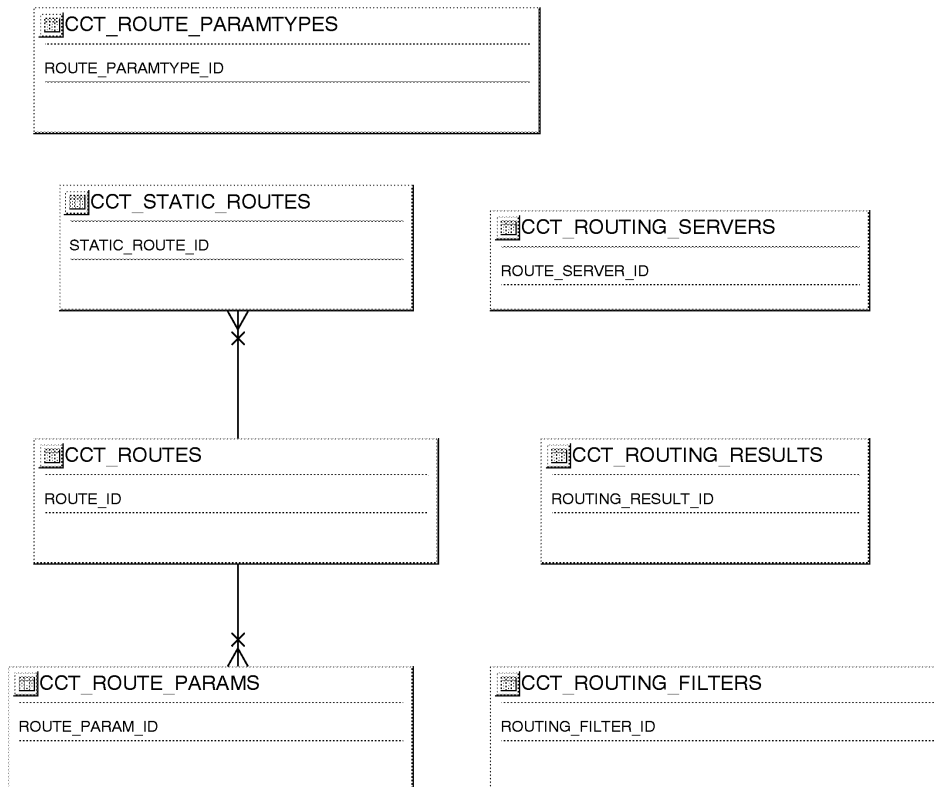 CCT_ROUTE_PARAMTYPES
ROUTE_PARAMTYPE_ID
CCT_STATIC_ROUTES
STATIC_ROUTE_ID
CCT_ROUTING_SERVERS
ROUTE_SERVER_ID
CCT_ROUTES
ROUTE_ID
CCT_ROUTING_RESULTS
ROUTING_RESULT_ID
CCT_ROUTE_PARAMS
ROUTE_PARAM_ID
CCT_ROUTING_FILTERS
ROUTING_FILTER_ID